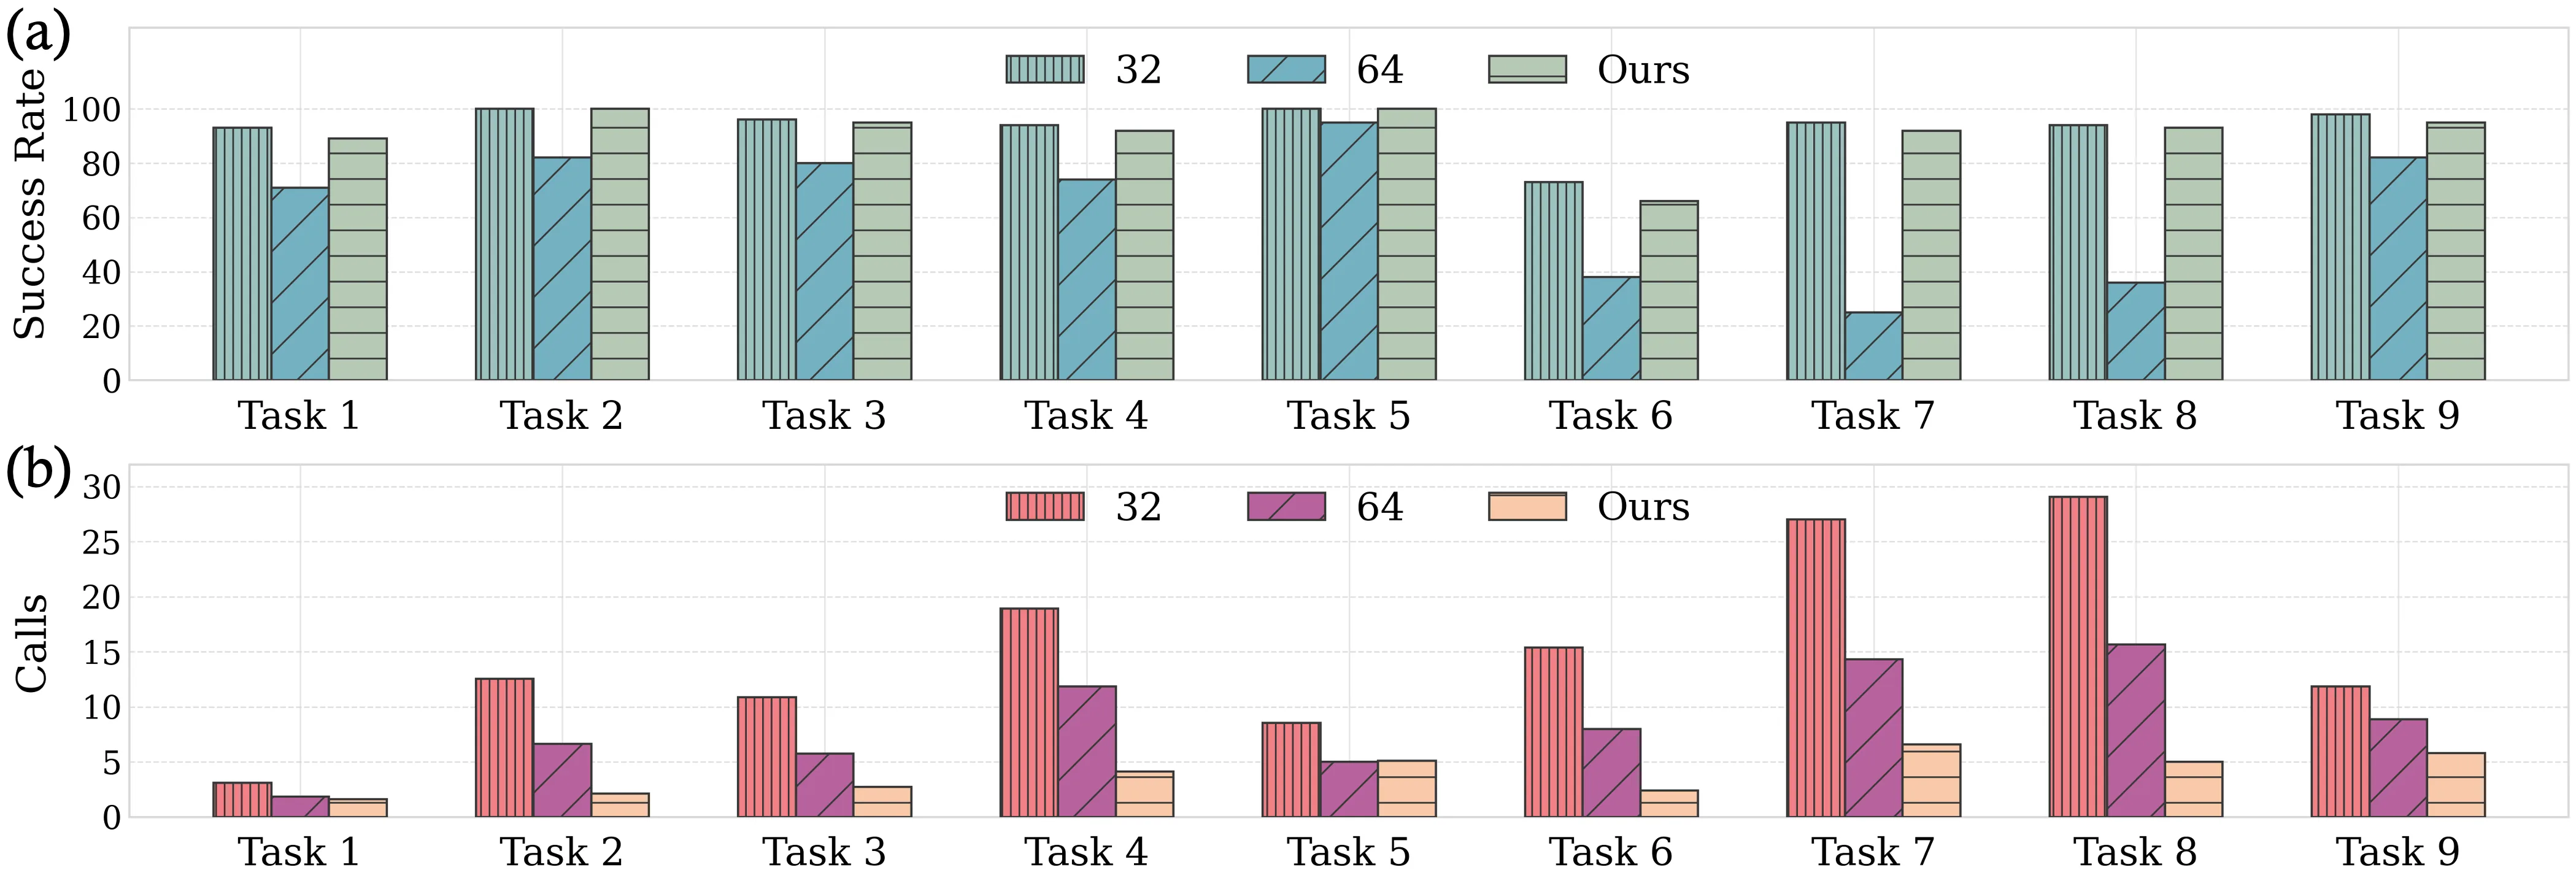 (a)
Success Rate
100
80
60
40
20
0
32 64 Ours
Task 1 Task 2 Task 3 Task 4 Task 5 Task 6 Task 7 Task 8 Task 9
(b)
Calls
30
25
20
15
10
5
0
32 64 Ours
Task 1 Task 2 Task 3 Task 4 Task 5 Task 6 Task 7 Task 8 Task 9